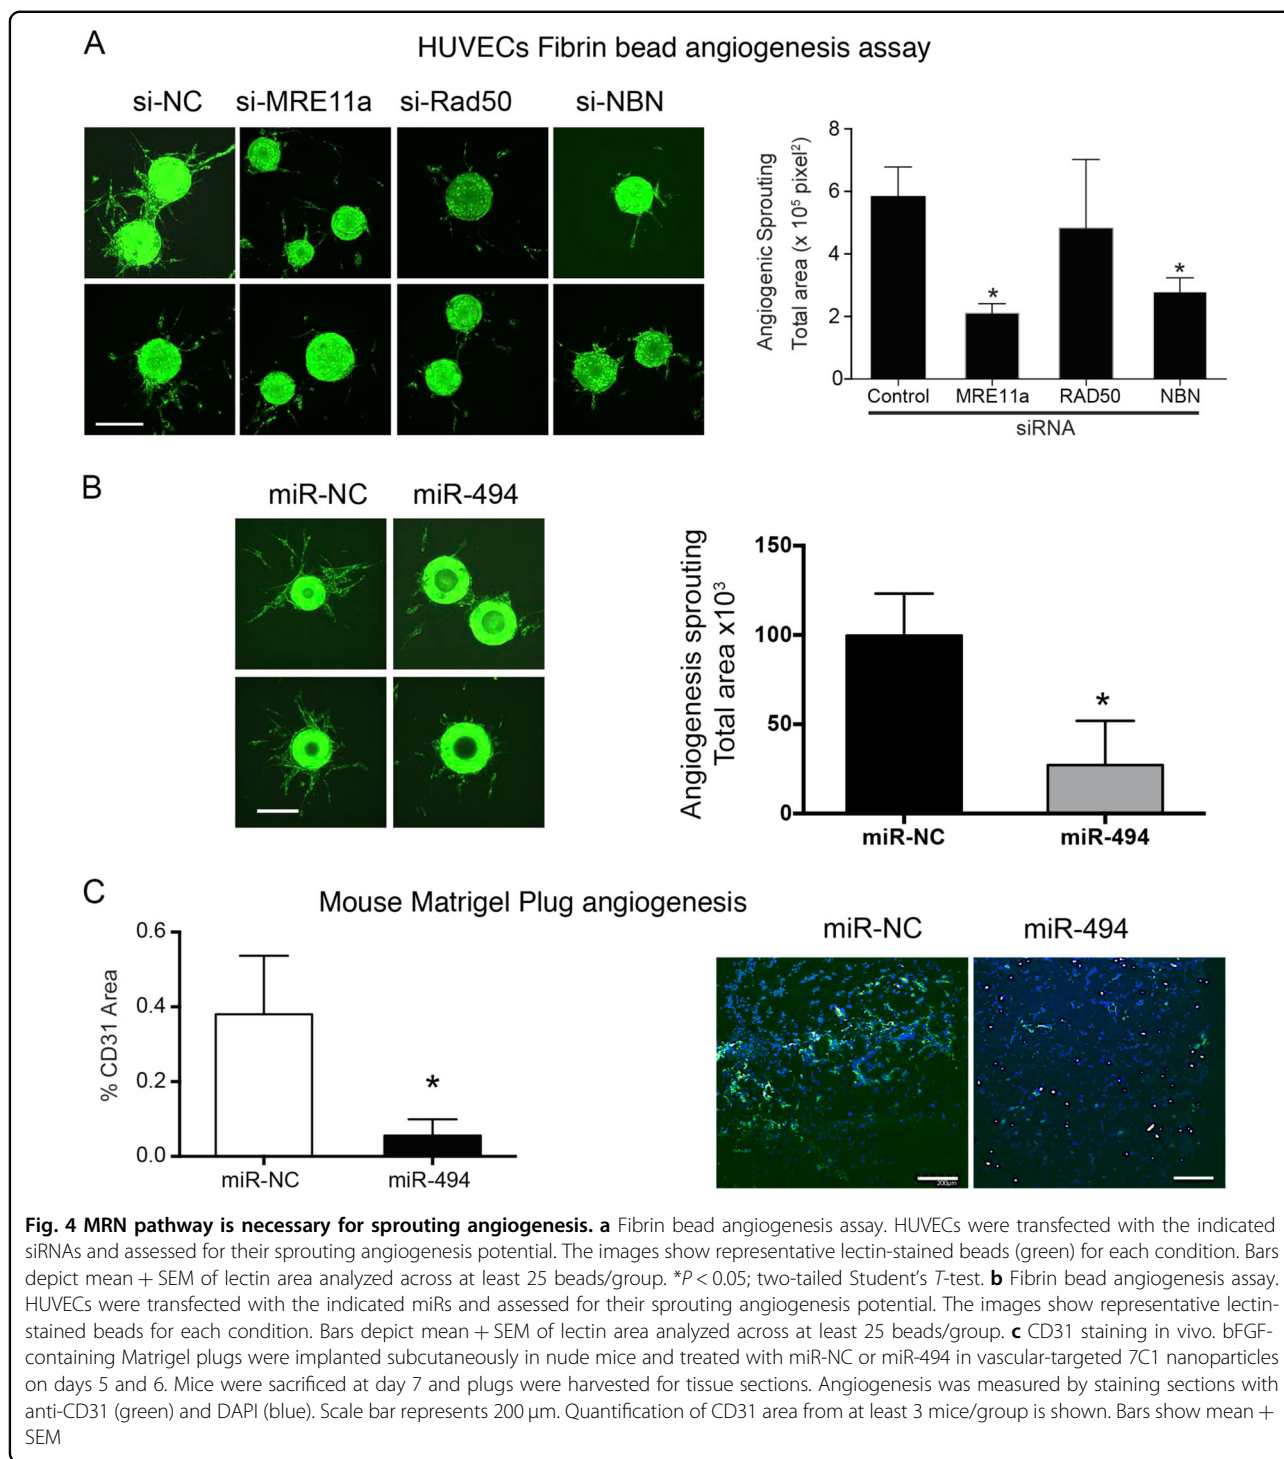 A
HUVECs Fibrin bead angiogenesis assay
si-NC si-MRE11a si-Rad50 si-NBN
Angiogenic Sprouting
Total area (x 10⁵ pixel²)
8
6
4
2
0
*
*
Control MRE11a RAD50 NBN
siRNA
B
miR-NC miR-494
Angiogenesis sprouting
Total area x10³
150
100
50
0
*
miR-NC miR-494
C
Mouse Matrigel Plug angiogenesis
% CD31 Area
0.6
0.4
0.2
0.0
*
miR-NC miR-494
miR-NC miR-494
200µm
Fig. 4 MRN pathway is necessary for sprouting angiogenesis. a Fibrin bead angiogenesis assay. HUVECs were transfected with the indicated
siRNAs and assessed for their sprouting angiogenesis potential. The images show representative lectin-stained beads (green) for each condition. Bars
depict mean + SEM of lectin area analyzed across at least 25 beads/group. *P < 0.05; two-tailed Student's T-test. b Fibrin bead angiogenesis assay.
HUVECs were transfected with the indicated miRs and assessed for their sprouting angiogenesis potential. The images show representative lectin-
stained beads for each condition. Bars depict mean + SEM of lectin area analyzed across at least 25 beads/group. c CD31 staining in vivo. bFGF-
containing Matrigel plugs were implanted subcutaneously in nude mice and treated with miR-NC or miR-494 in vascular-targeted 7C1 nanoparticles
on days 5 and 6. Mice were sacrificed at day 7 and plugs were harvested for tissue sections. Angiogenesis was measured by staining sections with
anti-CD31 (green) and DAPI (blue). Scale bar represents 200 µm. Quantification of CD31 area from at least 3 mice/group is shown. Bars show mean +
SEM